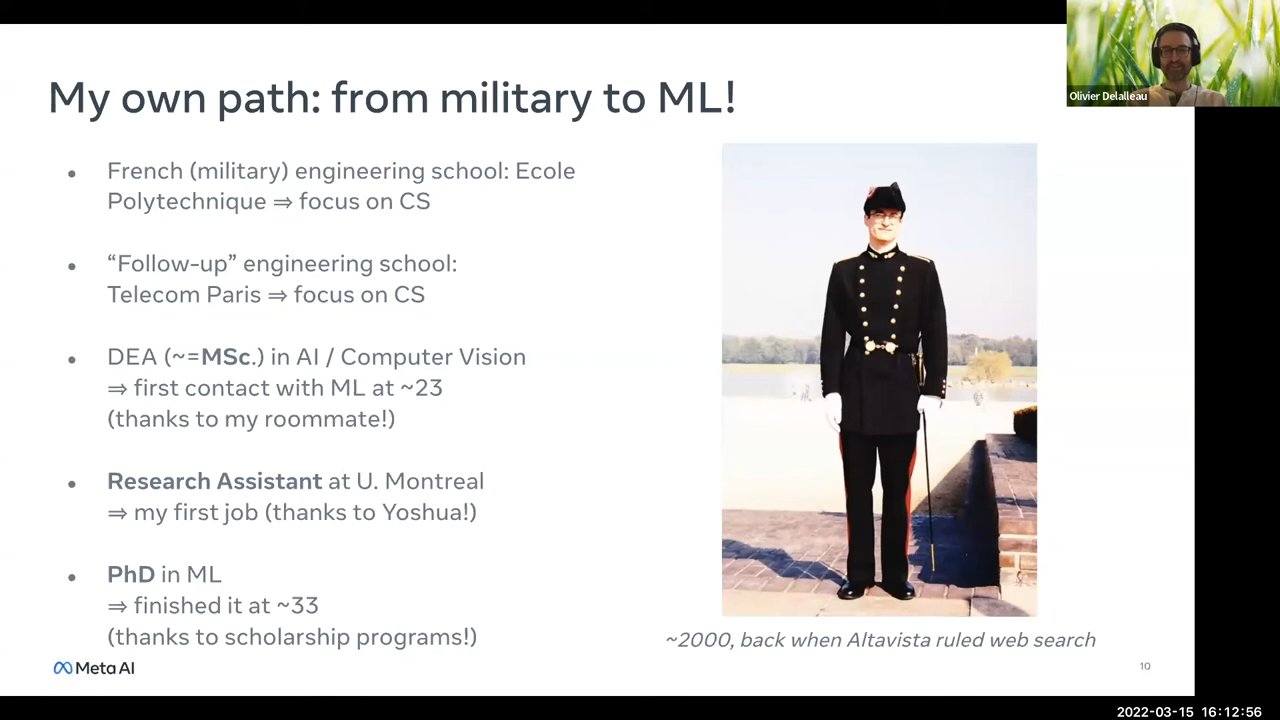 My own path: from military to ML!
Olivier Delalleau
• French (military) engineering school: Ecole
Polytechnique ⇒ focus on CS
• “Follow-up” engineering school:
Telecom Paris ⇒ focus on CS
• DEA (~=MSc.) in AI / Computer Vision
⇒ first contact with ML at ~23
(thanks to my roommate!)
• Research Assistant at U. Montreal
⇒ my first job (thanks to Yoshua!)
• PhD in ML
⇒ finished it at ~33
(thanks to scholarship programs!)
~2000, back when Altavista ruled web search
Meta AI
10
2022-03-15 16:12:56